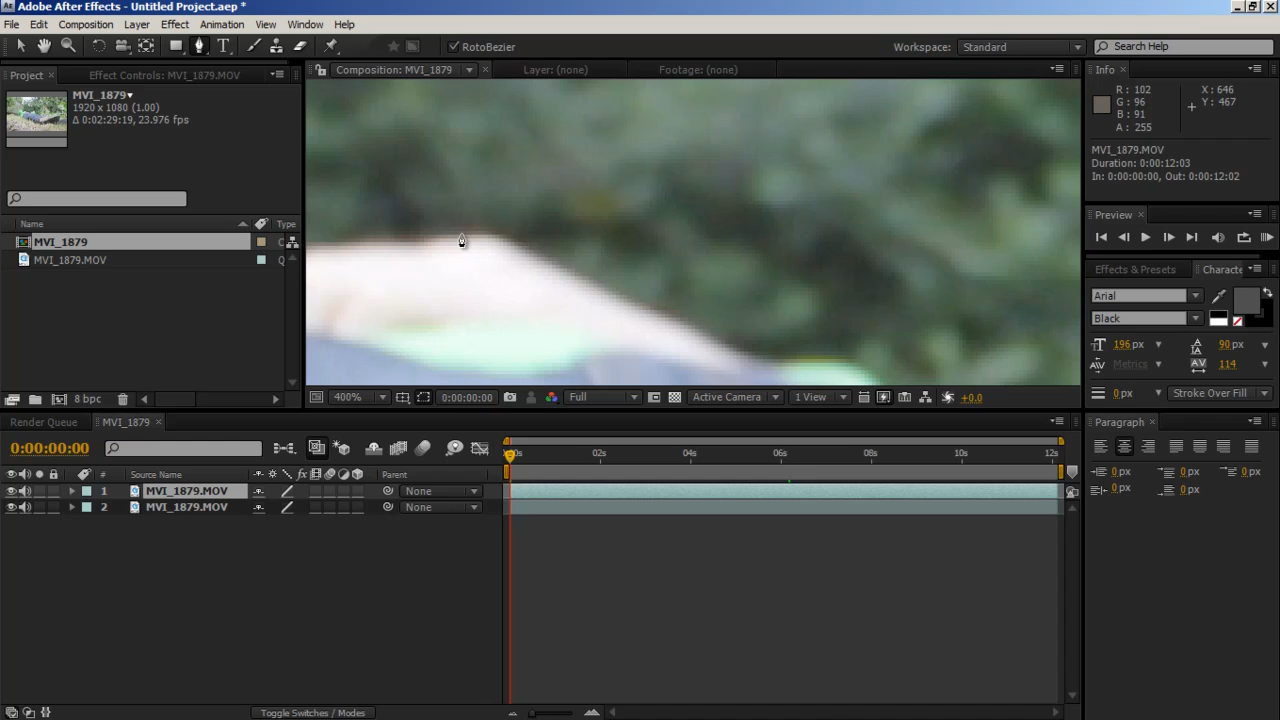 Adobe After Effects - Untitled Project.aep *
File Edit Composition Layer Effect Animation View Window Help
RotoBezier
Workspace: Standard
Search Help
Project
Effect Controls: MVI_1879.MOV
Composition: MVI_1879
Layer: (none)
Footage: (none)
Info
MVI_1879
1920 x 1080 (1.00)
Δ 0:02:29:19, 23.976 fps
R : 102
G : 96
B : 91
A : 255
X : 646
Y : 467
MVI_1879.MOV
Duration: 0:00:12:03
In: 0:00:00:00, Out: 0:00:12:02
Preview
Name
Type
MVI_1879
MVI_1879.MOV
Effects & Presets
Characte
Arial
Black
196 px
90 px
Metrics
114
0 px
Stroke Over Fill
8 bpc
400%
0:00:00:00
Full
Active Camera
1 View
+0.0
Render Queue
MVI_1879
Paragraph
0:00:00:00
02s
04s
06s
08s
10s
12s
#
Source Name
Parent
1
MVI_1879.MOV
None
2
MVI_1879.MOV
None
0 px
0 px
0 px
0 px
0 px
Toggle Switches / Modes